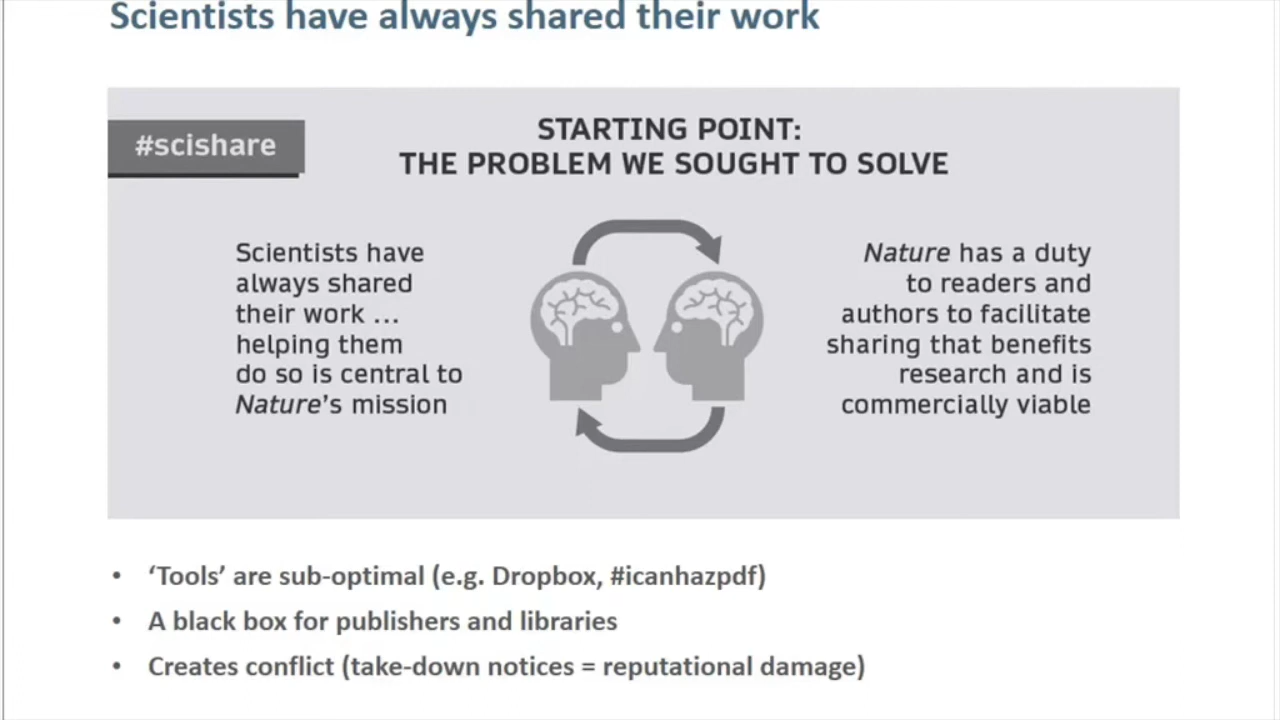 Scientists have always shared their work
#scishare
STARTING POINT:
THE PROBLEM WE SOUGHT TO SOLVE
Scientists have
always shared
their work ...
helping them
do so is central to
Nature's mission
Nature has a duty
to readers and
authors to facilitate
sharing that benefits
research and is
commercially viable
• ‘Tools’ are sub-optimal (e.g. Dropbox, #icanhazpdf)
• A black box for publishers and libraries
• Creates conflict (take-down notices = reputational damage)